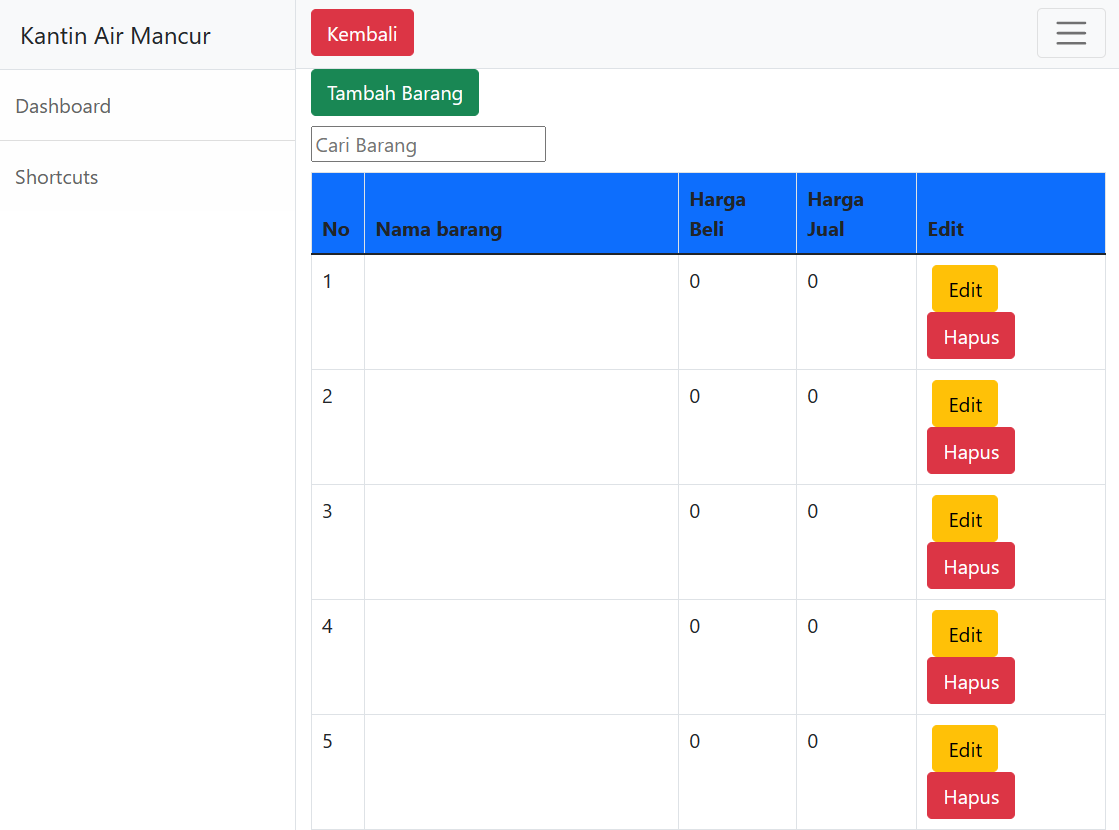 Kantin Air Mancur
Kembali
Dashboard
Shortcuts
Tambah Barang
Cari Barang
No Nama barang Harga Beli Harga Jual Edit
1 0 0 Edit
Hapus
2 0 0 Edit
Hapus
3 0 0 Edit
Hapus
4 0 0 Edit
Hapus
5 0 0 Edit
Hapus